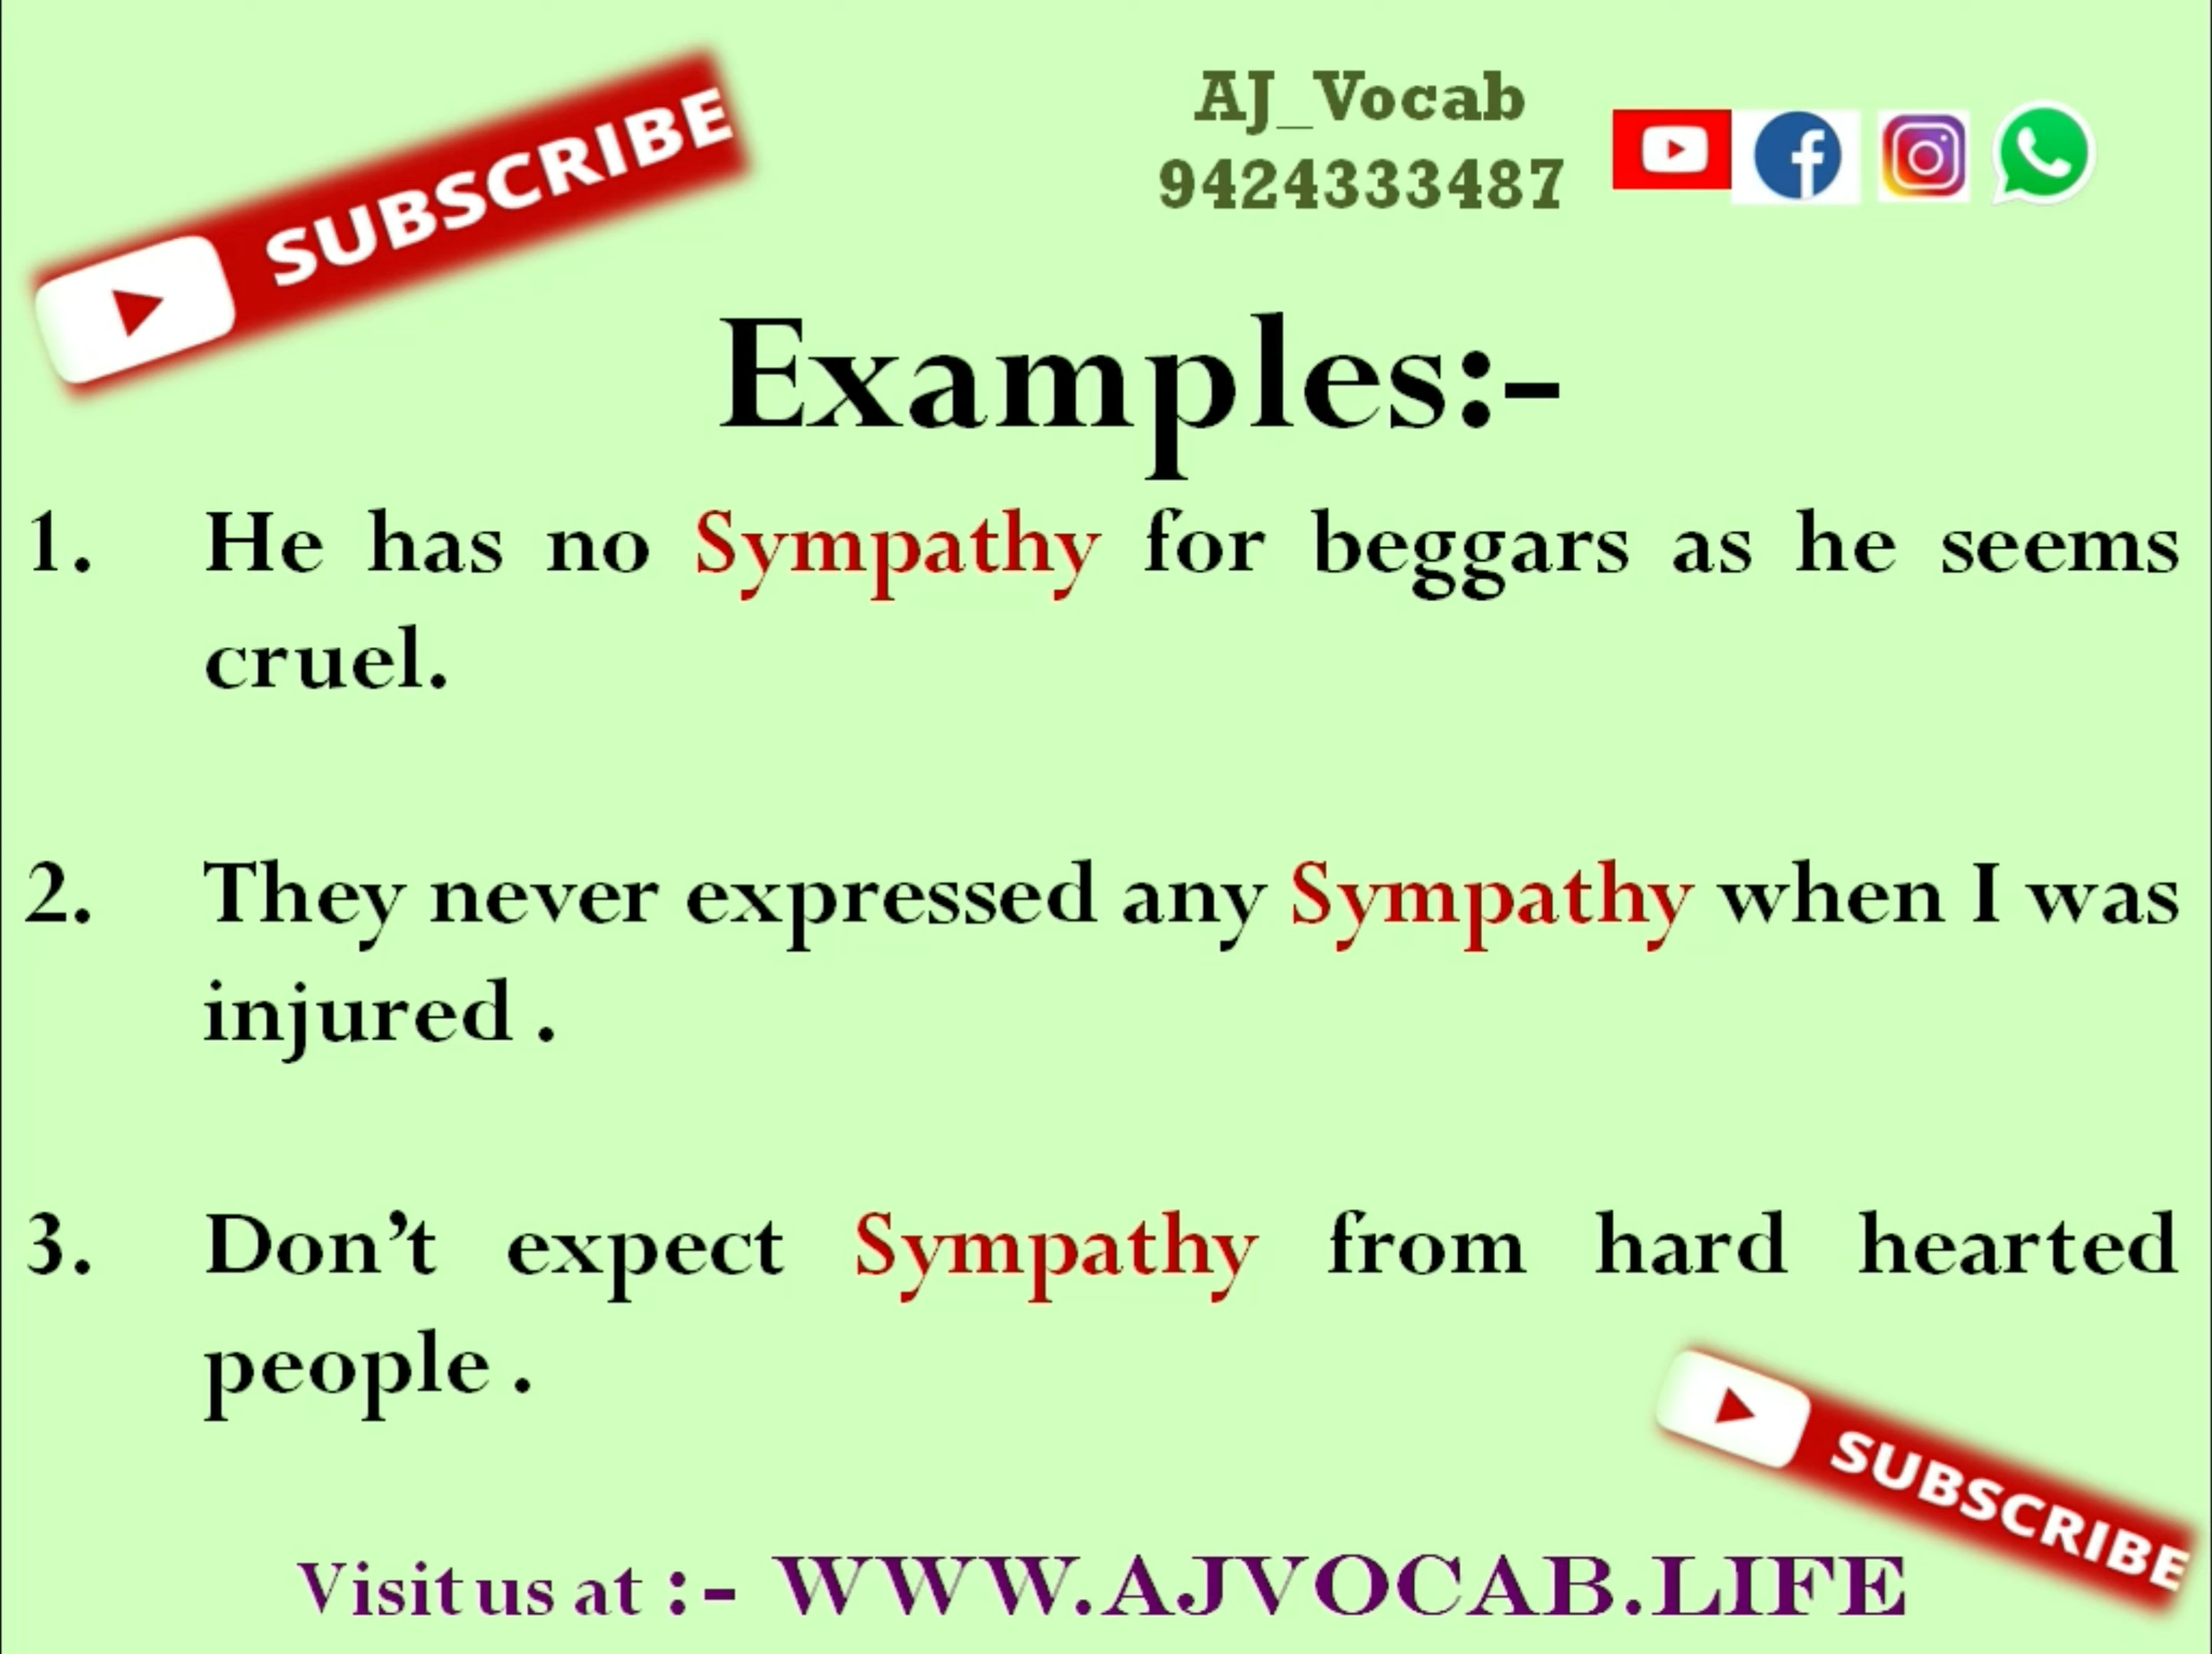 SUBSCRIBE
AJ_Vocab
9424333487
Examples:-
1. He has no Sympathy for beggars as he seems
cruel.
2. They never expressed any Sympathy when I was
injured .
3. Don’t expect Sympathy from hard hearted
people .
SUBSCRIBE
Visit us at :- WWW.AJVOCAB.LIFE